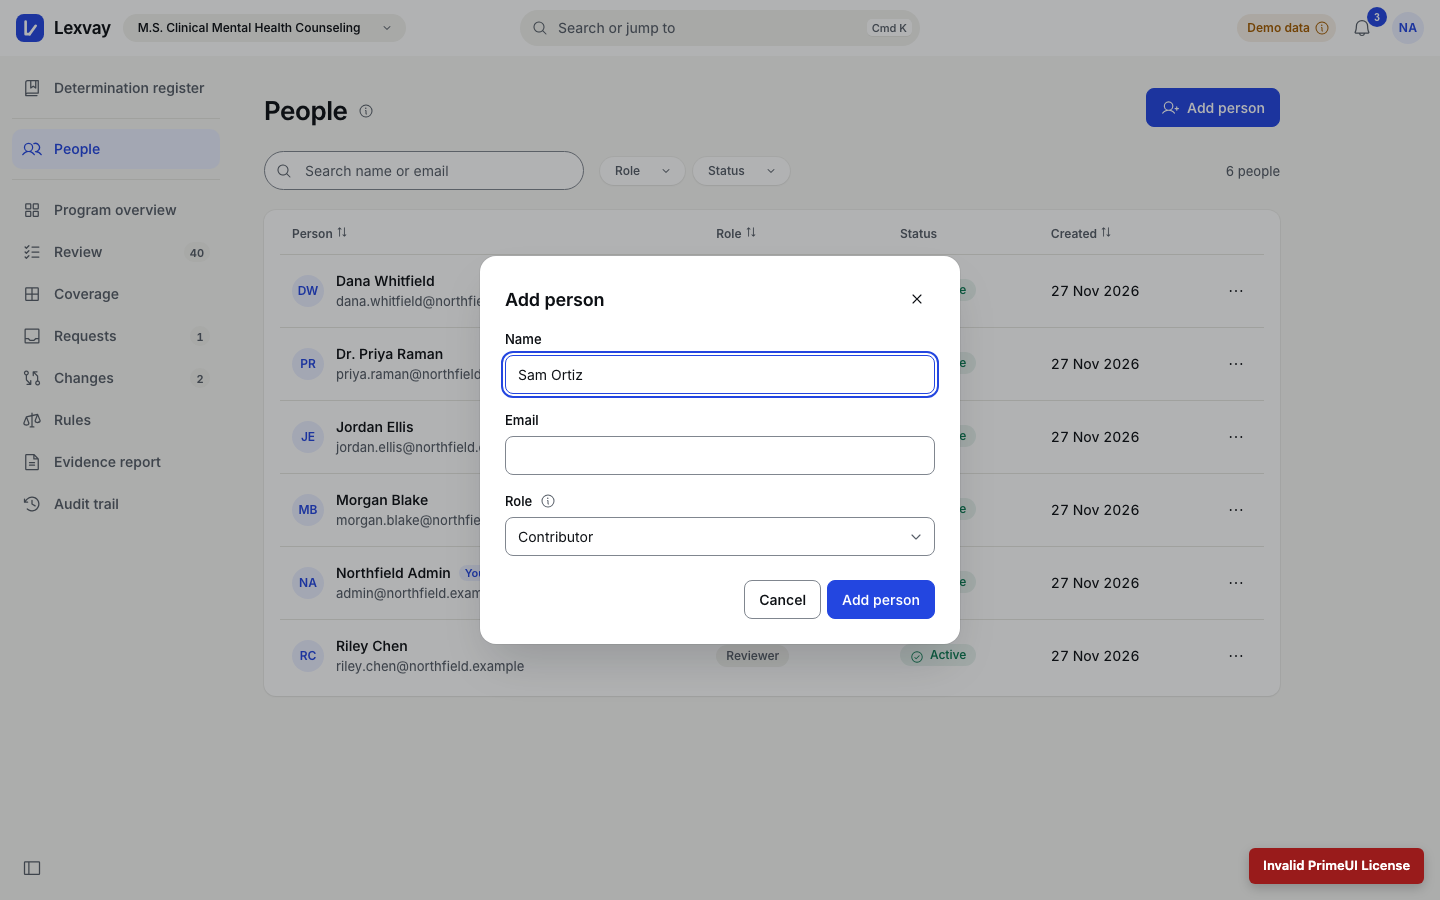 Lexvay
M.S. Clinical Mental Health Counseling
Search or jump to
Cmd K
Demo data
3
NA
Determination register
People
Program overview
Review
40
Coverage
Requests
1
Changes
2
Rules
Evidence report
Audit trail
People
Add person
Search name or email
Role
Status
6 people
Person
Role
Status
Created
DW
Dana Whitfield
27 Nov 2026
PR
Dr. Priya Raman
27 Nov 2026
JE
Jordan Ellis
27 Nov 2026
MB
Morgan Blake
27 Nov 2026
NA
Northfield Admin
27 Nov 2026
RC
Riley Chen
riley.chen@northfield.example
Reviewer
Active
27 Nov 2026
Add person
Name
Sam Ortiz
Email
Role
Contributor
Cancel
Add person
Invalid PrimeUI License